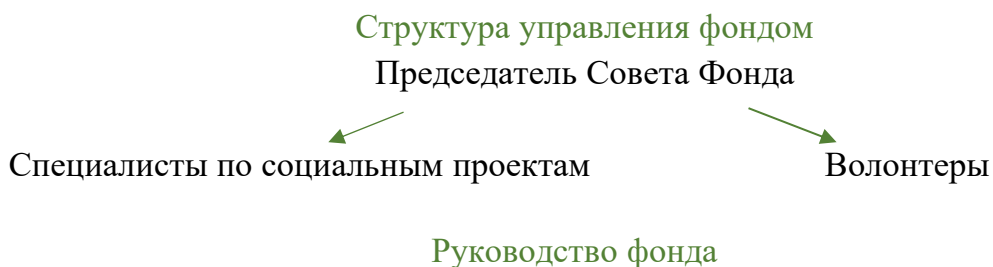 Структура управления фондом
Председатель Совета Фонда
Специалисты по социальным проектам Волонтеры
Руководство фонда